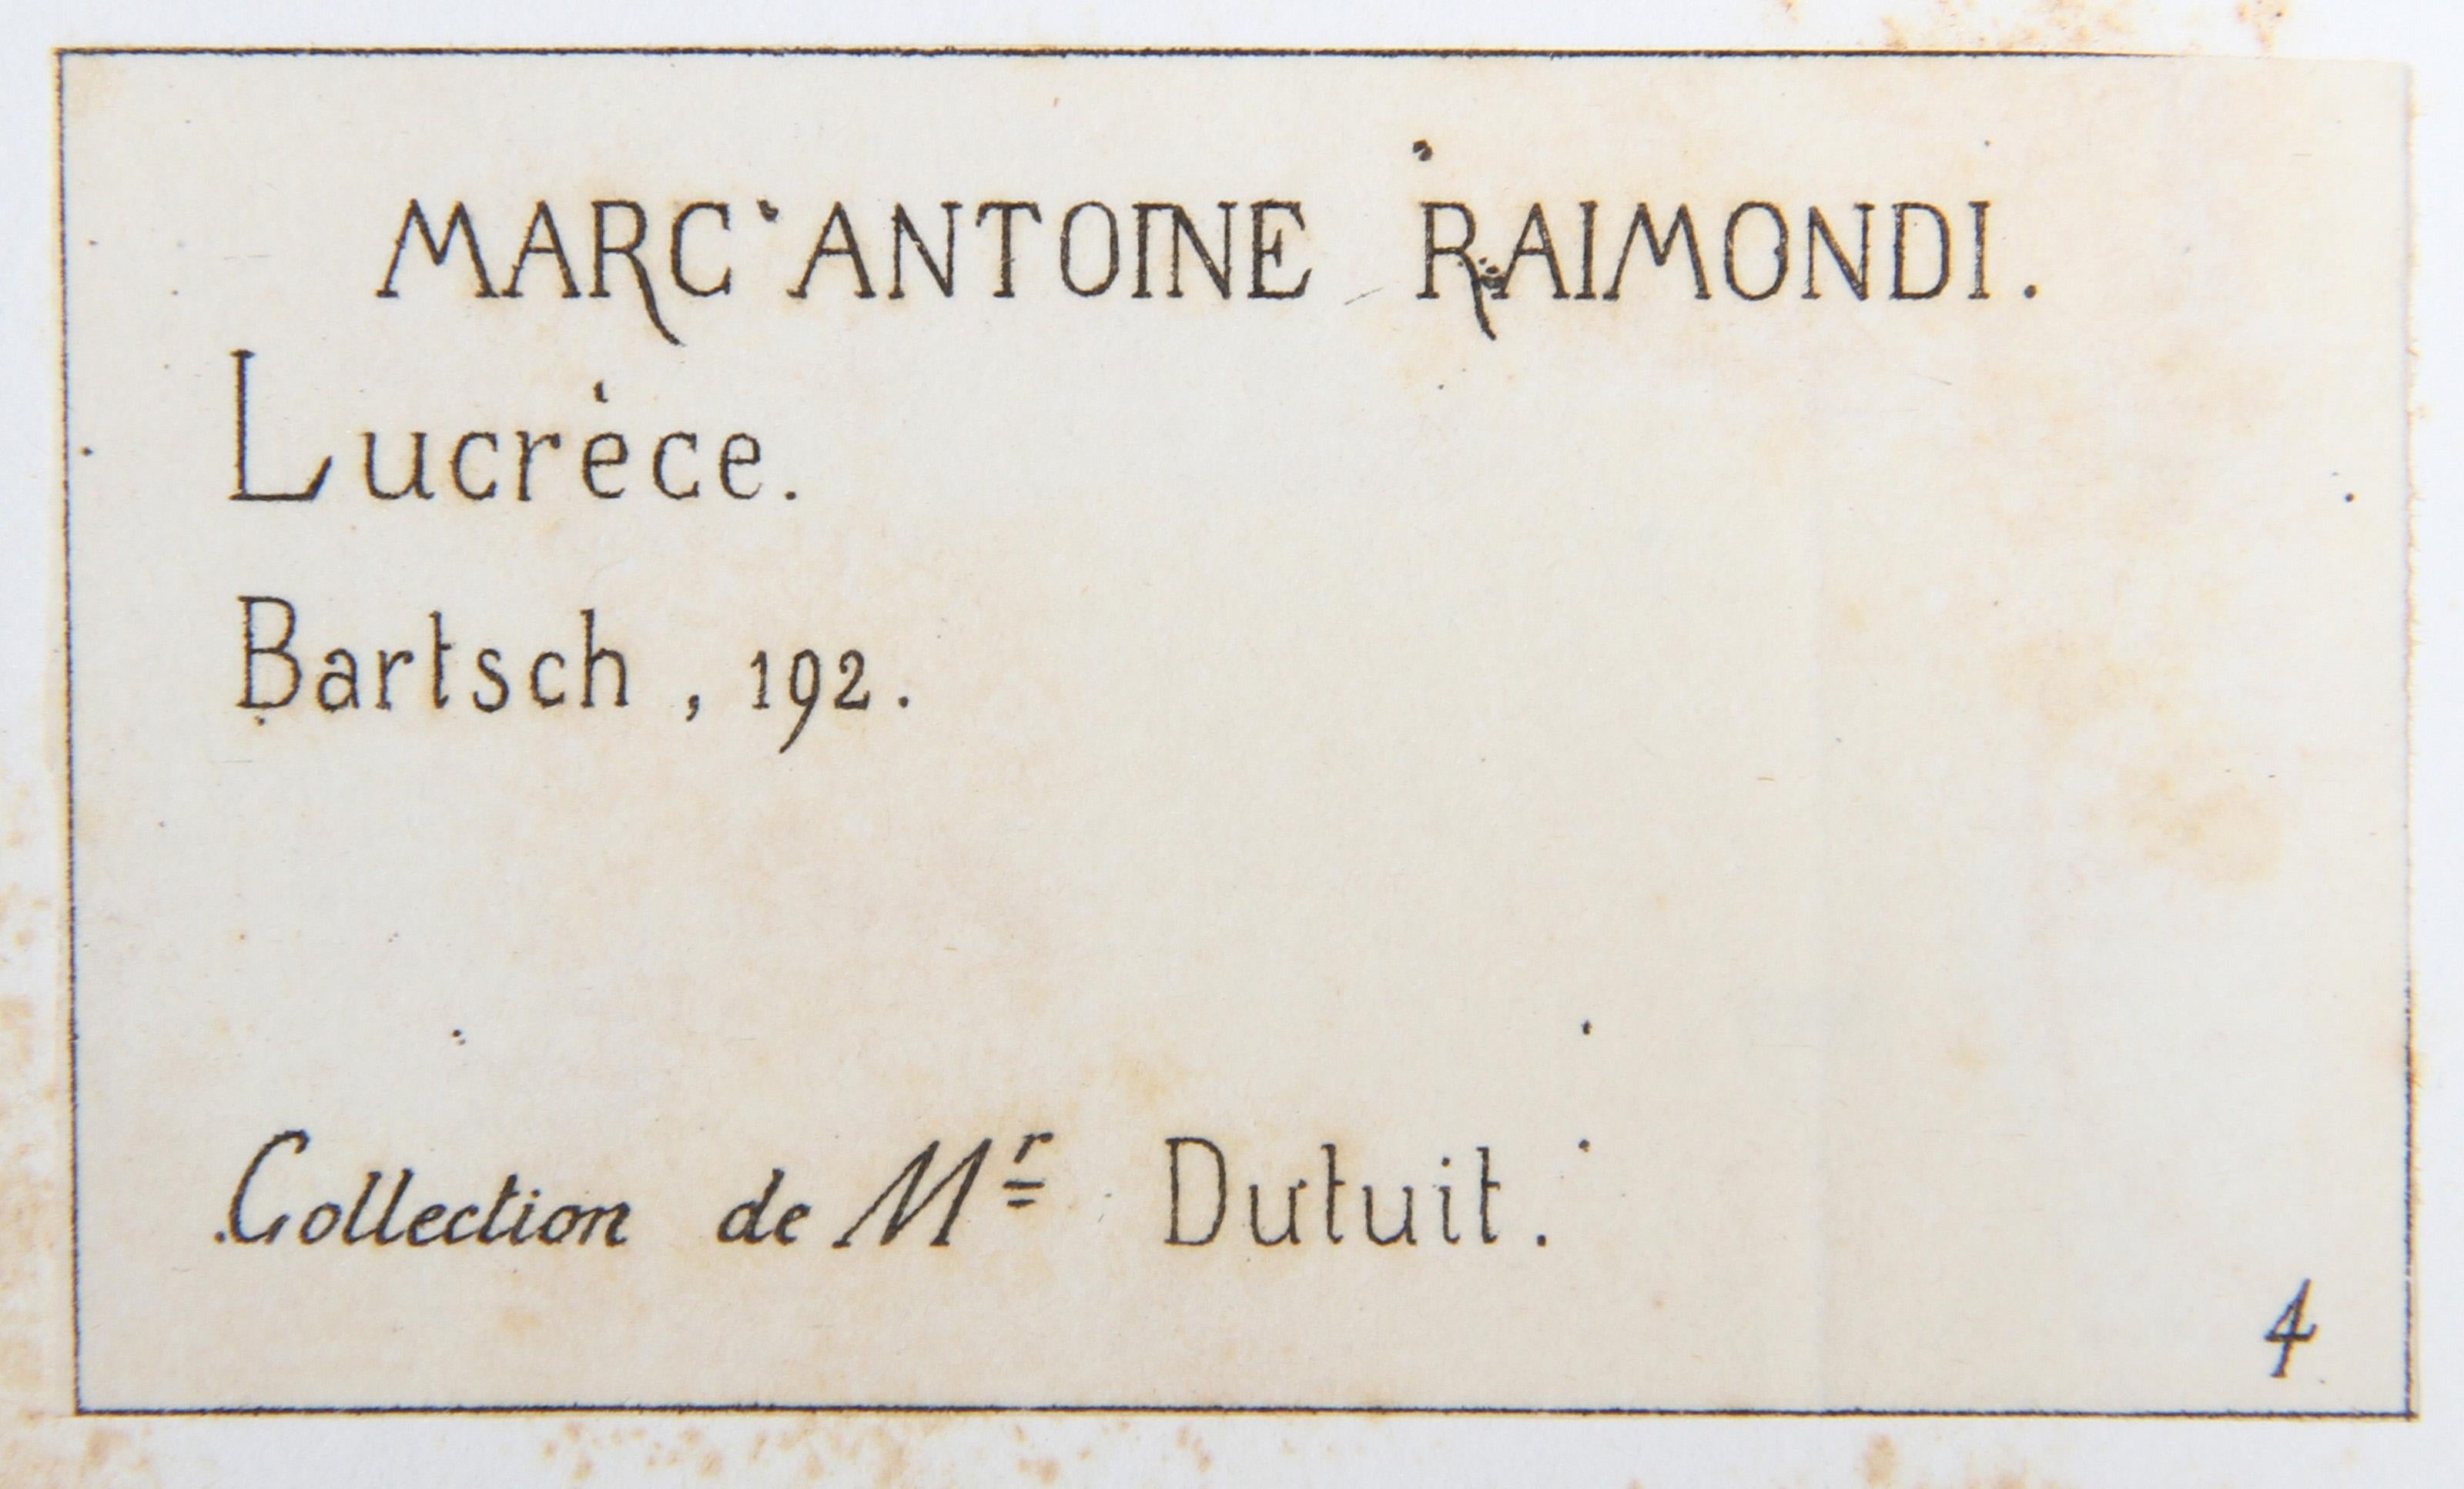 MARC'ANTOINE RAIMONDI.
Lucrèce.
Bartsch, 192.
Collection de Mr Dutuit.
4